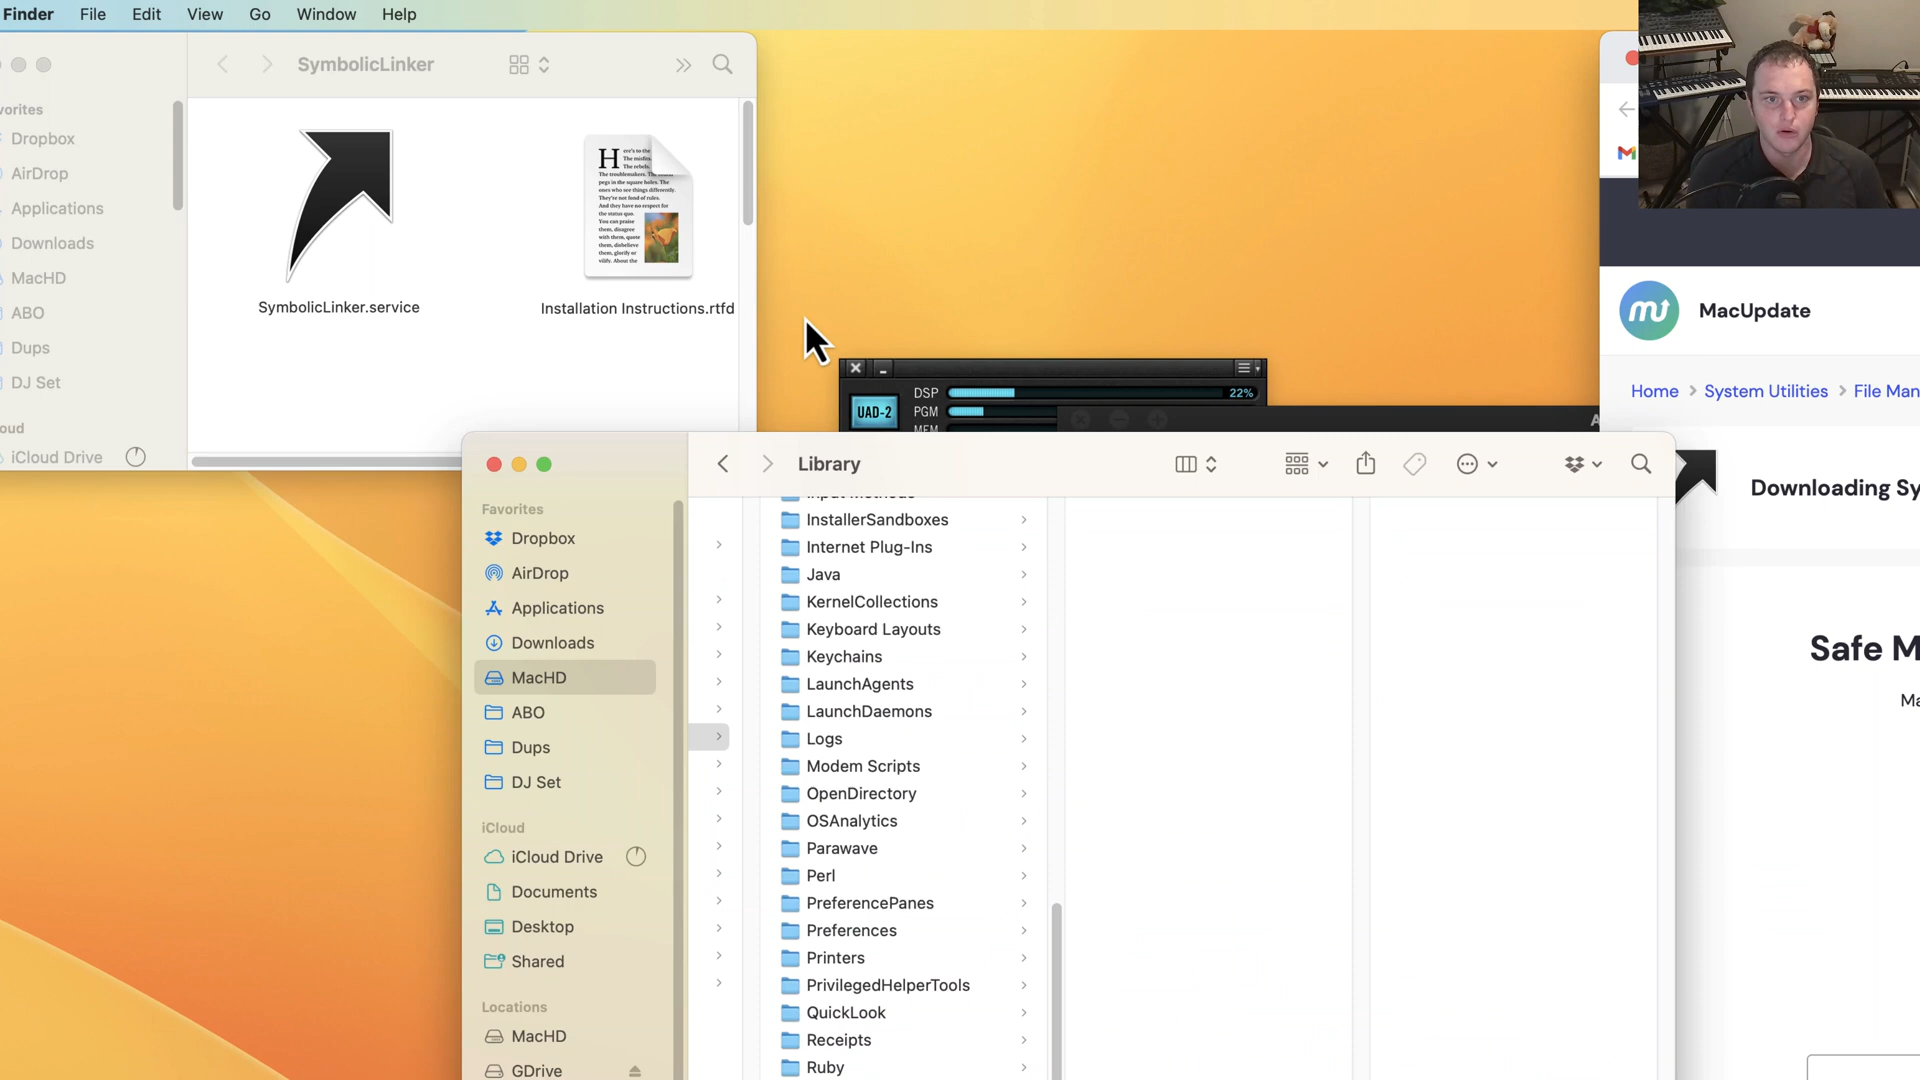 Finder File Edit View Go Window Help
SymbolicLinker
vorites
Dropbox
AirDrop
Applications
Downloads
MacHD
ABO
Dups
DJ Set
oud
iCloud Drive
SymbolicLinker.service
Installation Instructions.rtfd
UAD-2
DSP
22%
PGM
MEM
Library
Favorites
Dropbox
AirDrop
Applications
Downloads
MacHD
ABO
Dups
DJ Set
iCloud
iCloud Drive
Documents
Desktop
Shared
Locations
MacHD
GDrive
Input Methods
InstallerSandboxes
Internet Plug-Ins
Java
KernelCollections
Keyboard Layouts
Keychains
LaunchAgents
LaunchDaemons
Logs
Modem Scripts
OpenDirectory
OSAnalytics
Parawave
Perl
PreferencePanes
Preferences
Printers
PrivilegedHelperTools
QuickLook
Receipts
Ruby
MacUpdate
Home > System Utilities > File Man
Downloading Sy
Safe M
Ma